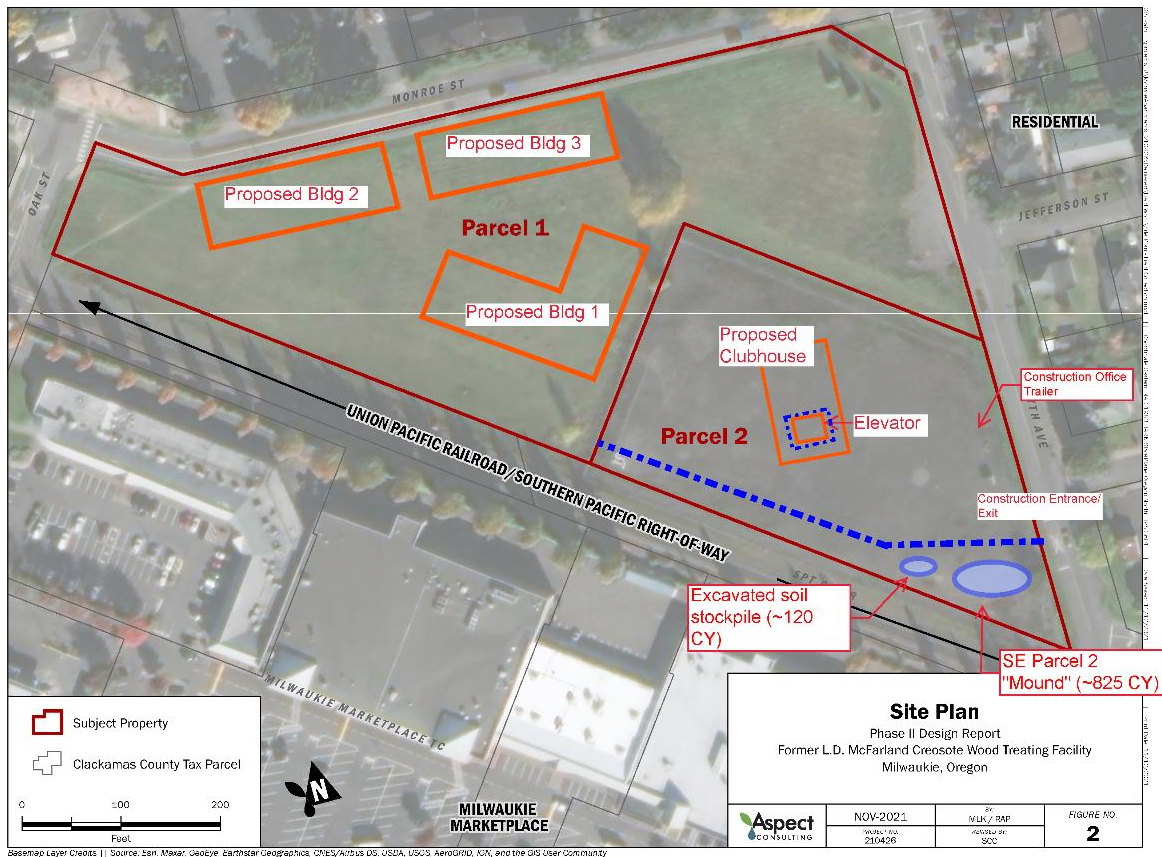 MONROE ST
RESIDENTIAL
Proposed Bldg 3
Proposed Bldg 2
OAK ST
JEFFERSON ST
Parcel 1
Proposed Bldg 1
Proposed
Clubhouse
Construction Office
Trailer
TH AVE
Elevator
Parcel 2
UNION PACIFIC RAILROAD/SOUTHERN PACIFIC RIGHT-OF-WAY
Construction Entrance/
Exit
Excavated soil
stockpile (~120
CY)
SE Parcel 2
"Mound" (~825 CY)
MILWAUKIE MARKETPLACE TC
Subject Property
Clackamas County Tax Parcel
0 100 200
Feet
N
MILWAUKIE
MARKETPLACE
Site Plan
Phase II Design Report
Former L.D. McFarland Creosote Wood Treating Facility
Milwaukie, Oregon
Aspect
CONSULTING
NOV-2021
PROJECT NO.
210426
BY:
MLK / RAP
REVISED BY:
SCC
FIGURE NO.
2
Basemap Layer Credits || Source: Esri, Maxar, GeoEye, Earthstar Geographics, CNES/Airbus DS, USDA, USGS, AeroGRID, IGN, and the GIS User Community